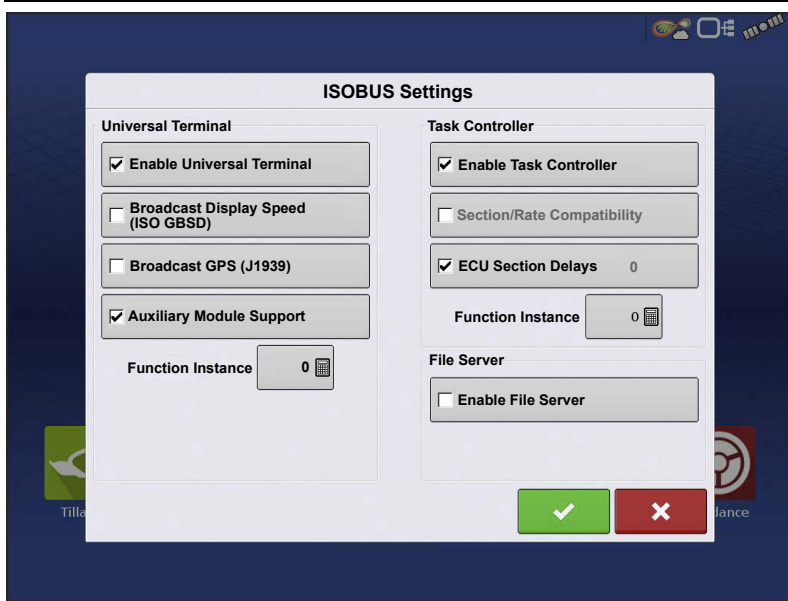 ISOBUS Settings
Universal Terminal
Enable Universal Terminal
Broadcast Display Speed
(ISO GBSD)
Broadcast GPS (J1939)
Auxiliary Module Support
Function Instance 0
Task Controller
Enable Task Controller
Section/Rate Compatibility
ECU Section Delays 0
Function Instance 0
File Server
Enable File Server
Tilla
dance